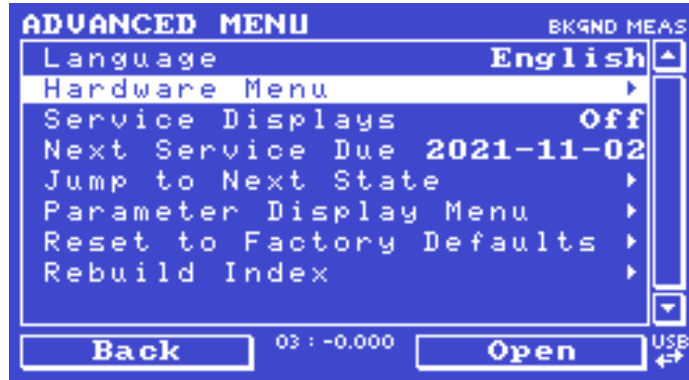 ADVANCED MENU BKGND MEAS
Language English
Hardware Menu
Service Displays Off
Next Service Due 2021-11-02
Jump to Next State
Parameter Display Menu
Reset to Factory Defaults
Rebuild Index
Back 03 : -0.000 Open USB